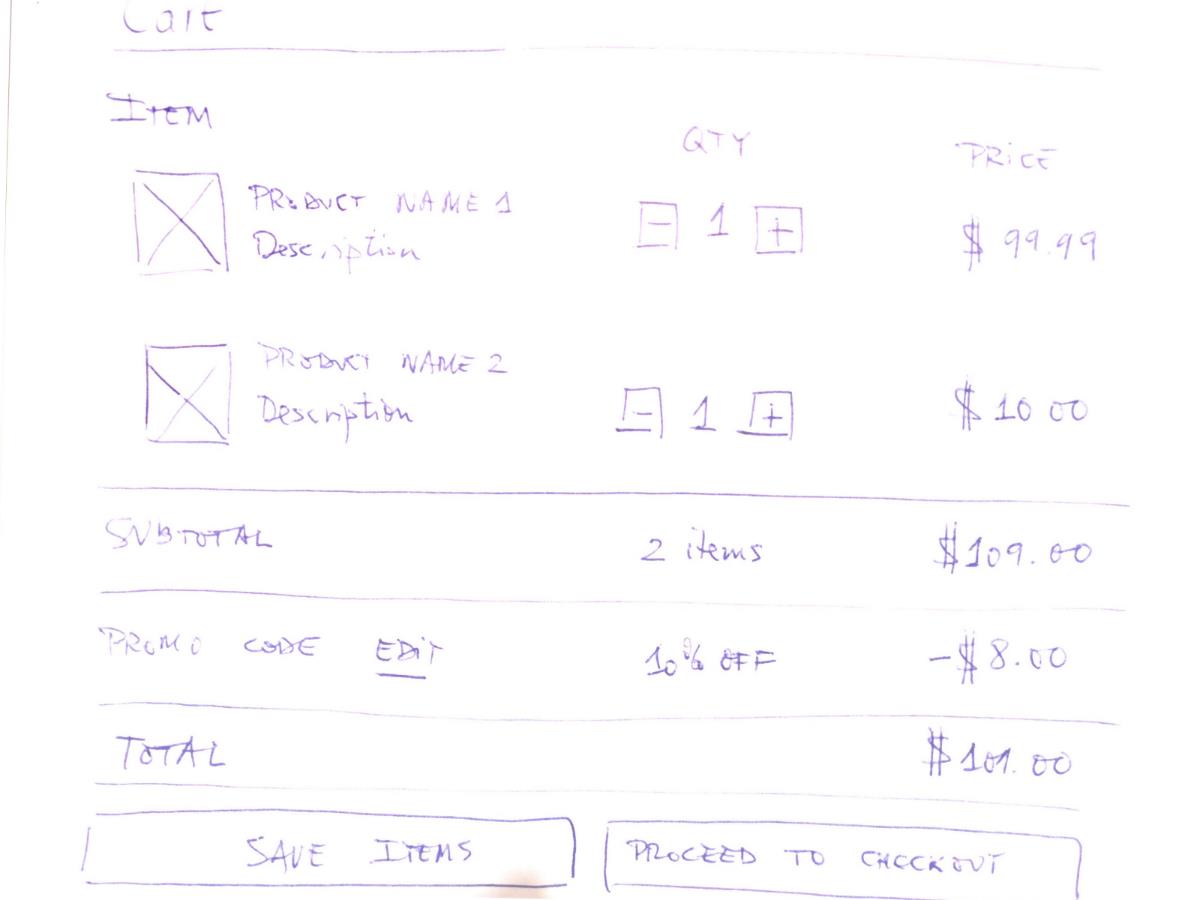 Cart
ITEM QTY PRICE
PRODUCT NAME 1
Description - 1 + $ 99.99
PRODUCT NAME 2
Description - 1 + $ 10 00
SUBTOTAL 2 items $109.00
PROMO CODE EDIT 10% OFF -$8.00
TOTAL $101.00
SAVE ITEMS PROCEED TO CHECKOUT